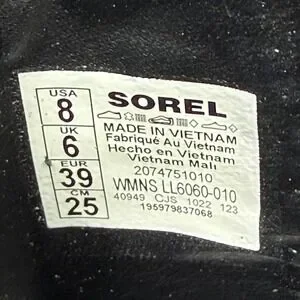 USA
8
UK
6
EUR
39
CM
25
SOREL
MADE IN VIETNAM
Fabriqué Au Vietnam
Hecho en Vietnam
Vietnam Malı
2074751010
WMNS LL6060-010
40949 CJS 1022 123
195979837068